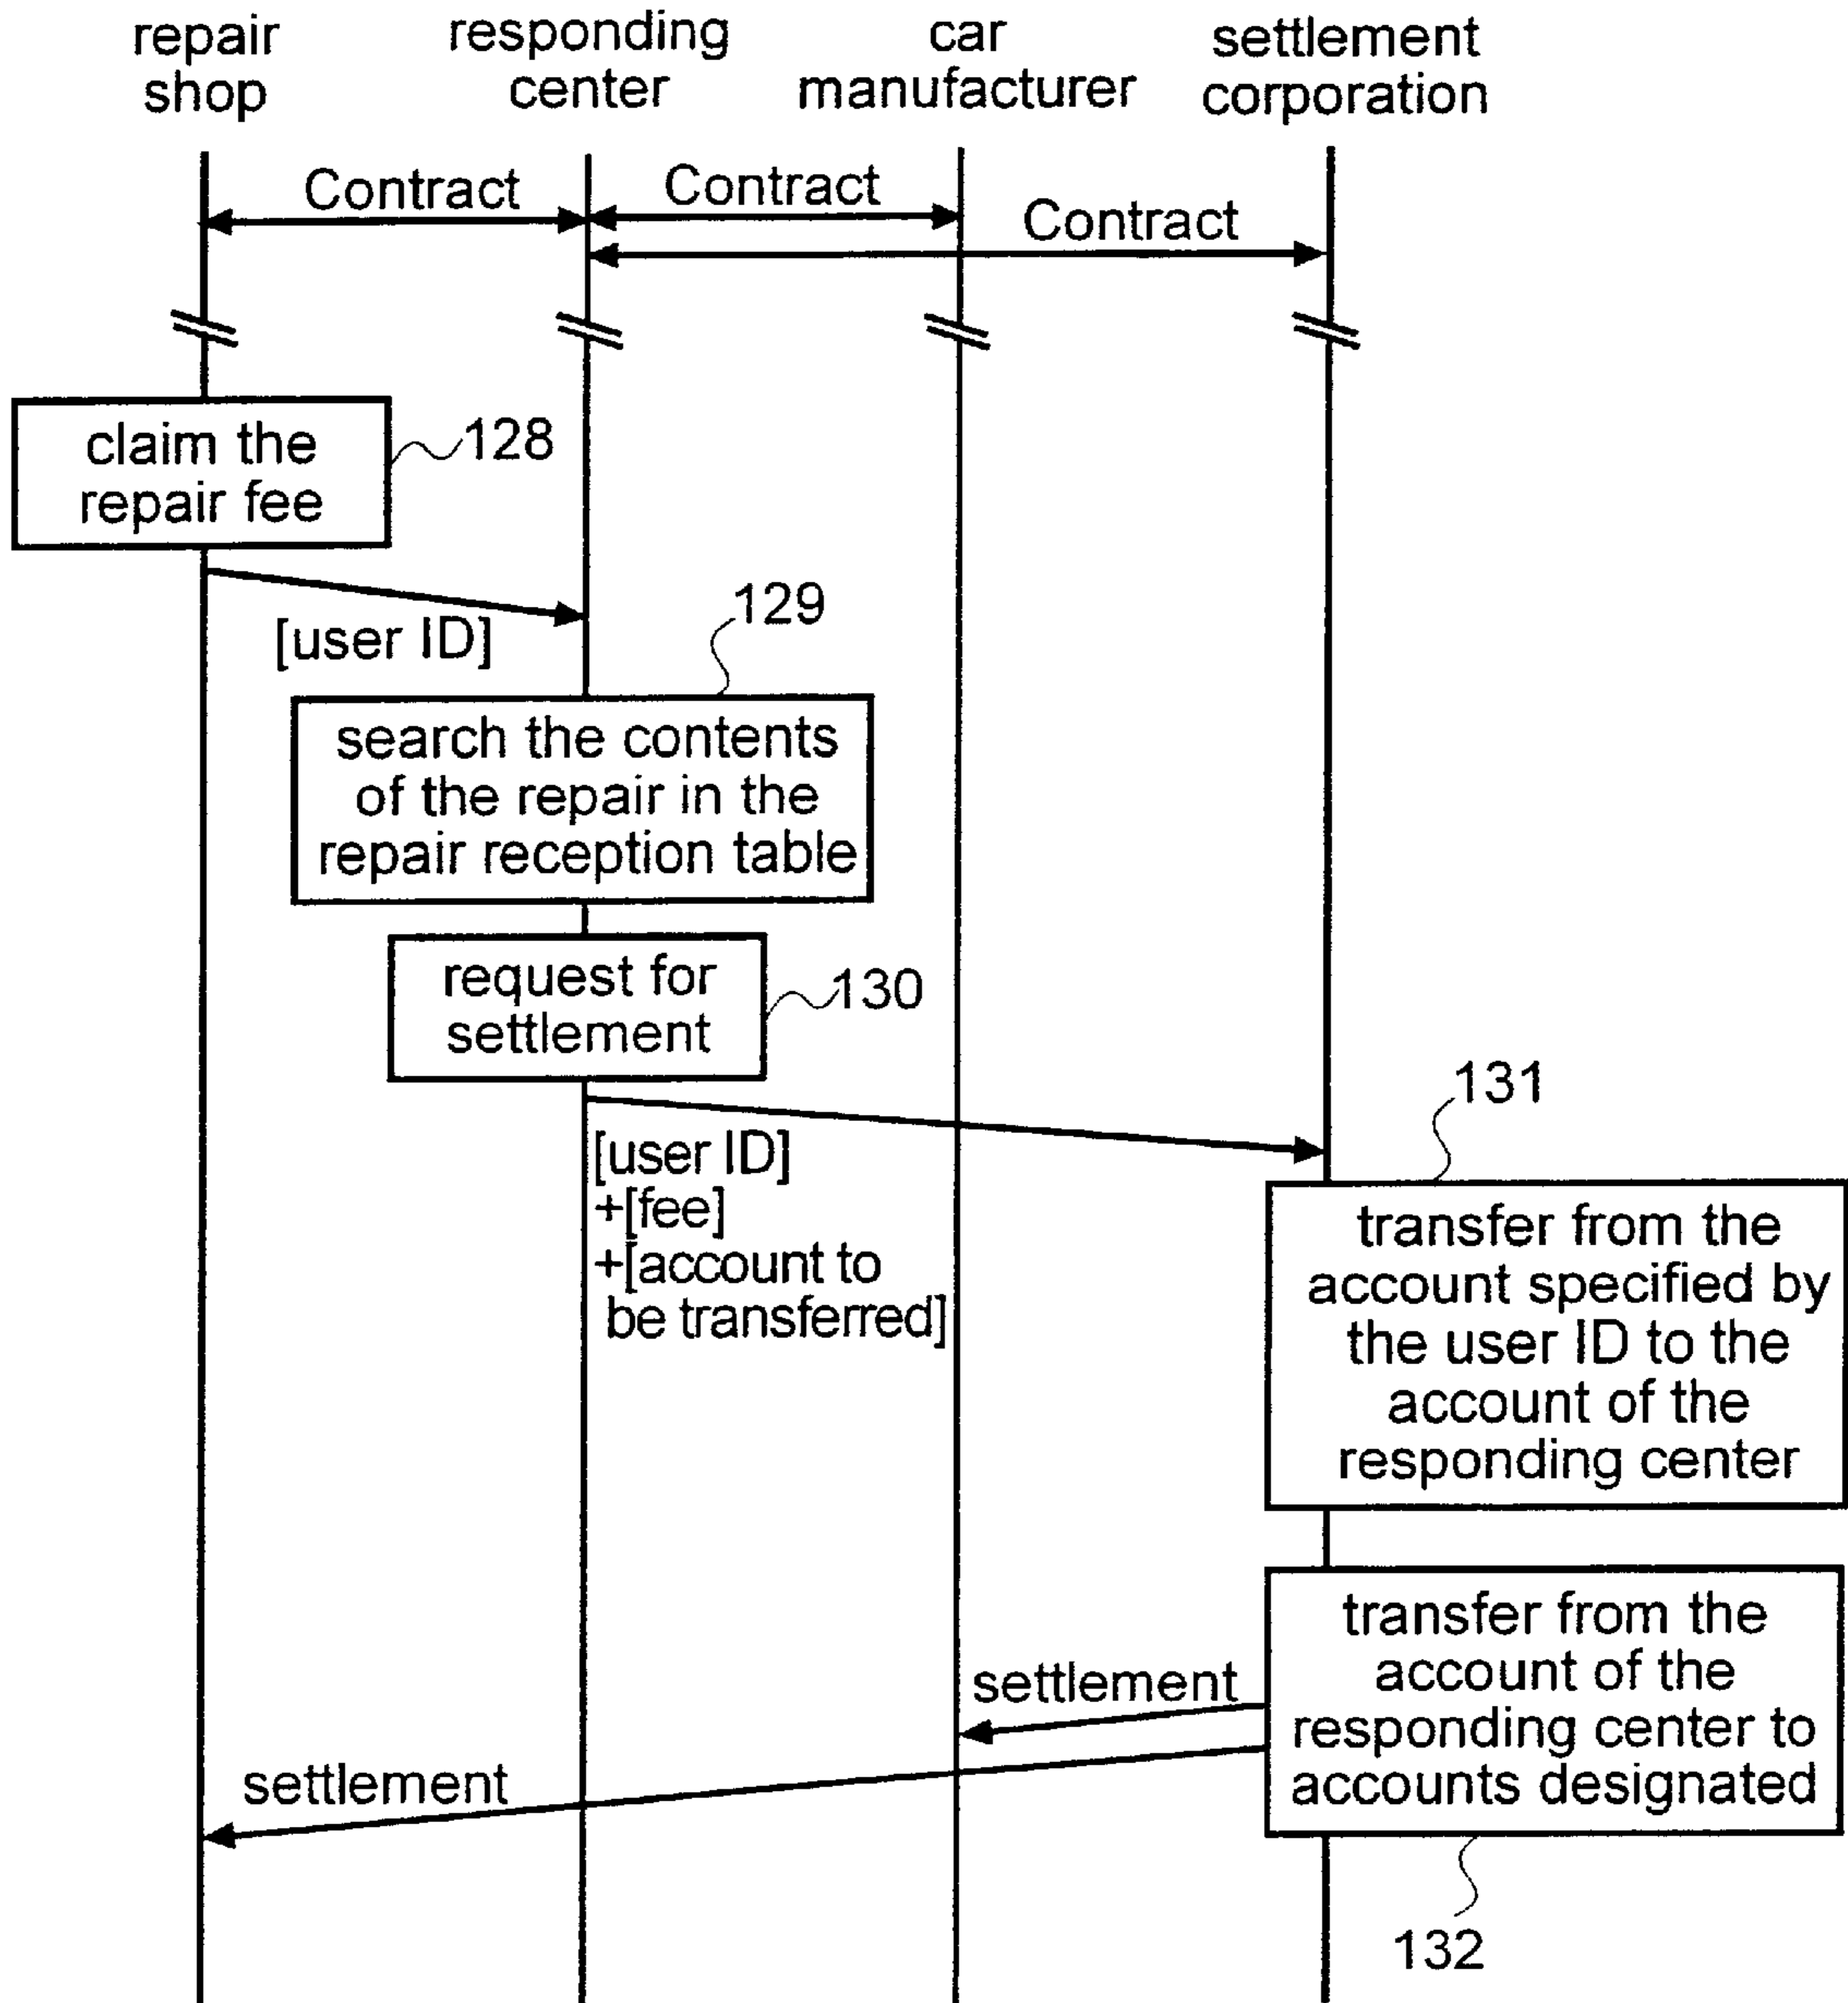 repair
shop
responding
center
car
manufacturer
settlement
corporation
Contract
Contract
Contract
claim the
repair fee
128
[user ID]
129
search the contents
of the repair in the
repair reception table
request for
settlement
130
[user ID]
+[fee]
+[account to
be transferred]
131
transfer from the
account specified by
the user ID to the
account of the
responding center
transfer from the
account of the
responding center to
accounts designated
settlement
settlement
132